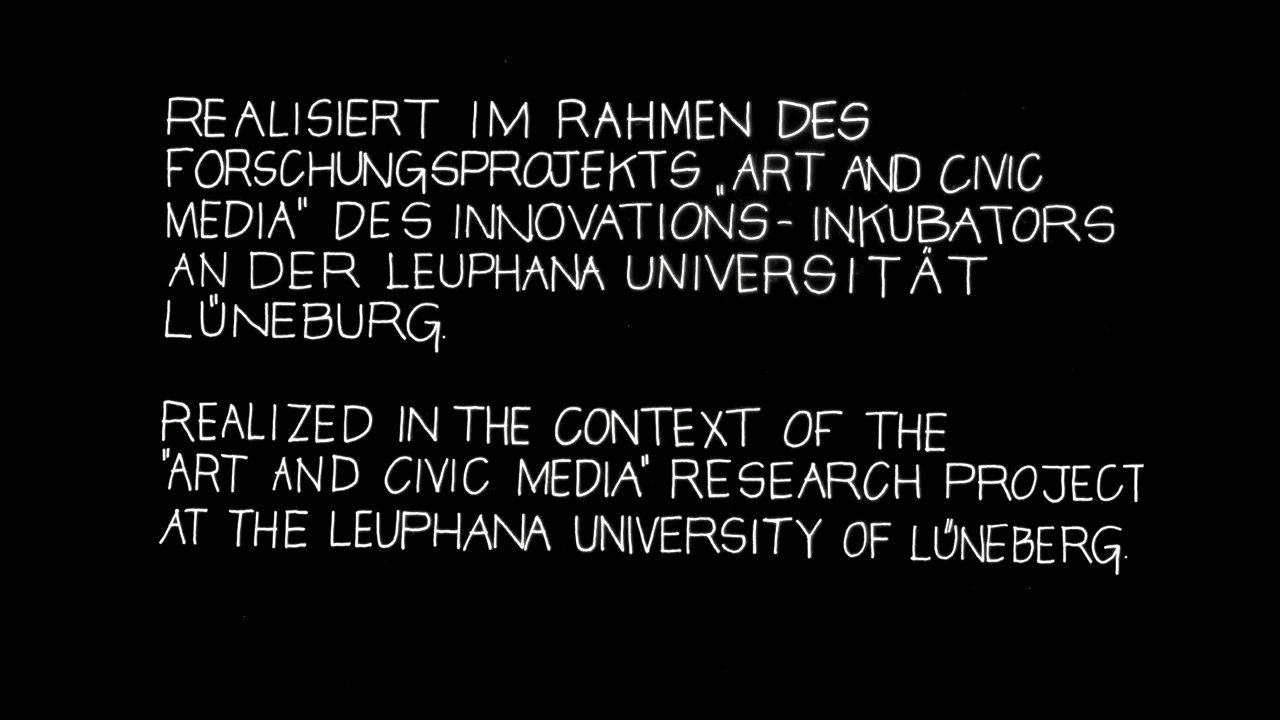 REALISIERT IM RAHMEN DES
FORSCHUNGSPROJEKTS „ART AND CIVIC
MEDIA" DES INNOVATIONS-INKUBATORS
AN DER LEUPHANA UNIVERSITÄT
LÜNEBURG.
REALIZED IN THE CONTEXT OF THE
"ART AND CIVIC MEDIA" RESEARCH PROJECT
AT THE LEUPHANA UNIVERSITY OF LÜNEBERG.